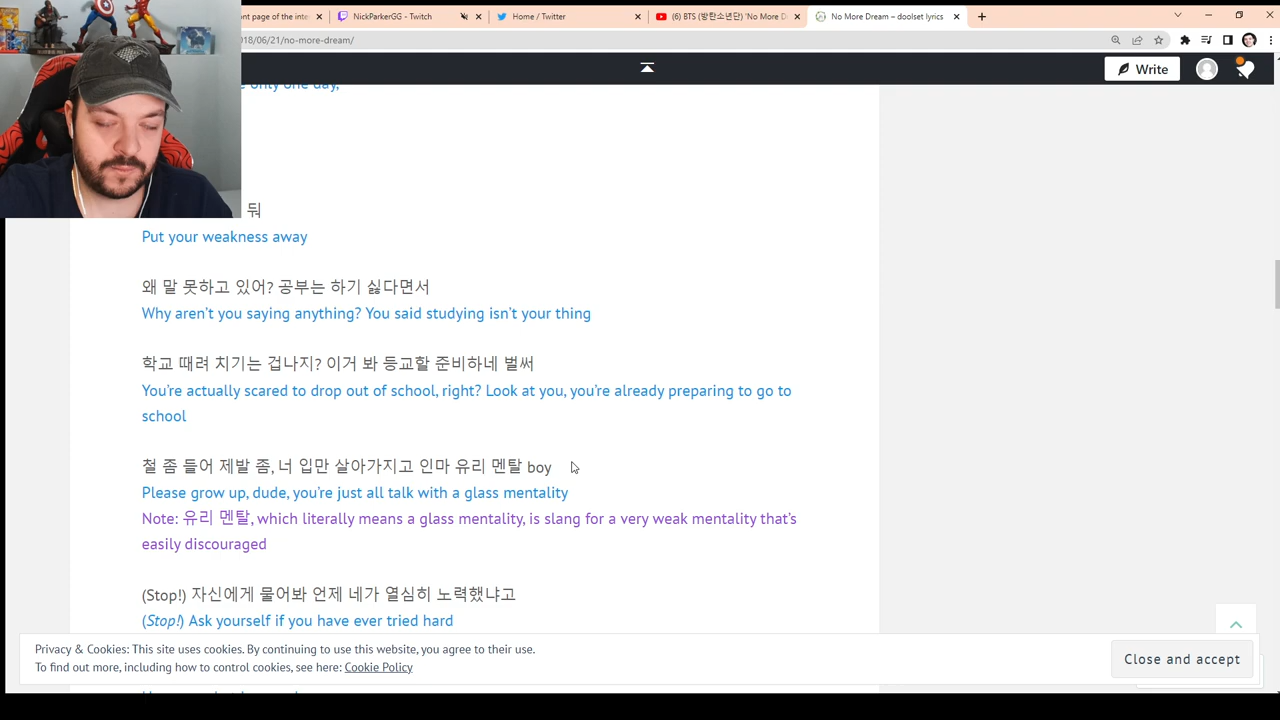 nt page of the inte
NickParkerGG - Twitch
Home / Twitter
(6) BTS (방탄소년단) 'No More D
No More Dream – doolset lyrics
018/06/21/no-more-dream/
Write
only one day,
둬
Put your weakness away
왜 말 못하고 있어? 공부는 하기 싫다면서
Why aren't you saying anything? You said studying isn't your thing
학교 때려 치기는 겁나지? 이거 봐 등교할 준비하네 벌써
You're actually scared to drop out of school, right? Look at you, you're already preparing to go to
school
철 좀 들어 제발 좀, 너 입만 살아가지고 인마 유리 멘탈 boy
Please grow up, dude, you're just all talk with a glass mentality
Note: 유리 멘탈, which literally means a glass mentality, is slang for a very weak mentality that's
easily discouraged
(Stop!) 자신에게 물어봐 언제 네가 열심히 노력했냐고
(Stop!) Ask yourself if you have ever tried hard
Privacy & Cookies: This site uses cookies. By continuing to use this website, you agree to their use.
To find out more, including how to control cookies, see here: Cookie Policy
Close and accept